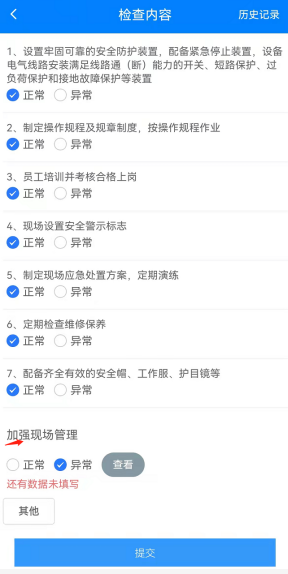 检查内容
历史记录
1、设置牢固可靠的安全防护装置，配备紧急停止装置，设备
电气线路安装满足线路通（断）能力的开关、短路保护、过
负荷保护和接地故障保护等装置
正常 异常
2、制定操作规程及规章制度，按操作规程作业
正常 异常
3、员工培训并考核合格上岗
正常 异常
4、现场设置安全警示标志
正常 异常
5、制定现场应急处置方案，定期演练
正常 异常
6、定期检查维修保养
正常 异常
7、配备齐全有效的安全帽、工作服、护目镜等
正常 异常
加强现场管理
正常 异常 查看
还有数据未填写
其他
提交